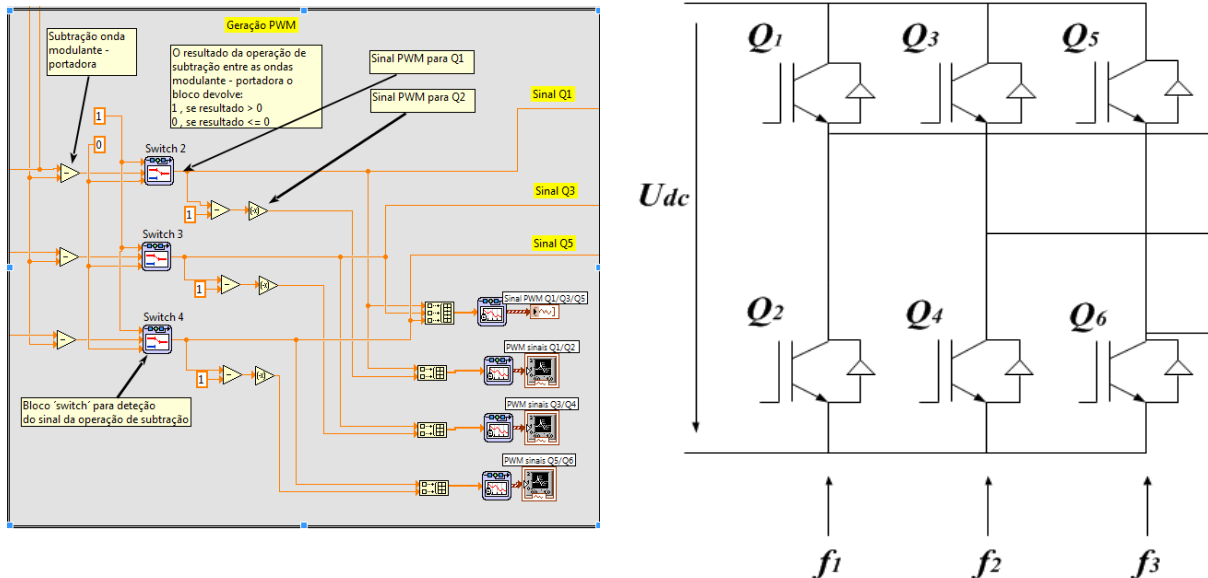 Geração PWM
Subtração onda
modulante -
portadora
O resultado da operação de
subtração entre as ondas
modulante - portadora o
bloco devolve:
1 , se resultado > 0
0 , se resultado <= 0
Sinal PWM para Q1
Sinal PWM para Q2
Sinal Q1
1
0
Switch 2
1
Sinal Q3
Switch 3
1
Sinal Q5
Switch 4
1
Sinal PWM Q1/Q3/Q5
PWM sinais Q1/Q2
Bloco ´switch´ para deteção
do sinal da operação de subtração
PWM sinais Q3/Q4
PWM sinais Q5/Q6
Q1
Q3
Q5
Udc
Q2
Q4
Q6
f1
f2
f3